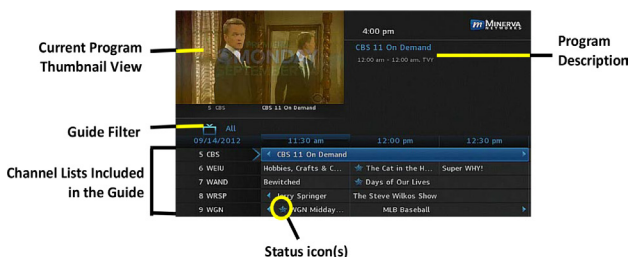 4:00 pm
m MINERVA
NETWORKS
Current Program
Thumbnail View
CBS 11 On Demand
12:00 am - 12:00 am, TVY
Program
Description
MONDAY
SEPTEMBER
5 CBS
CBS 11 On Demand
Guide Filter
All
09/14/2012
11:30 am
12:00 pm
12:30 pm
Channel Lists Included
in the Guide
5 CBS
CBS 11 On Demand
6 WEIU
Hobbies, Crafts & C...
The Cat in the H...
Super WHY!
7 WAND
Bewitched
Days of Our Lives
8 WRSP
Jerry Springer
The Steve Wilkos Show
9 WGN
WGN Midday...
MLB Baseball
Status icon(s)